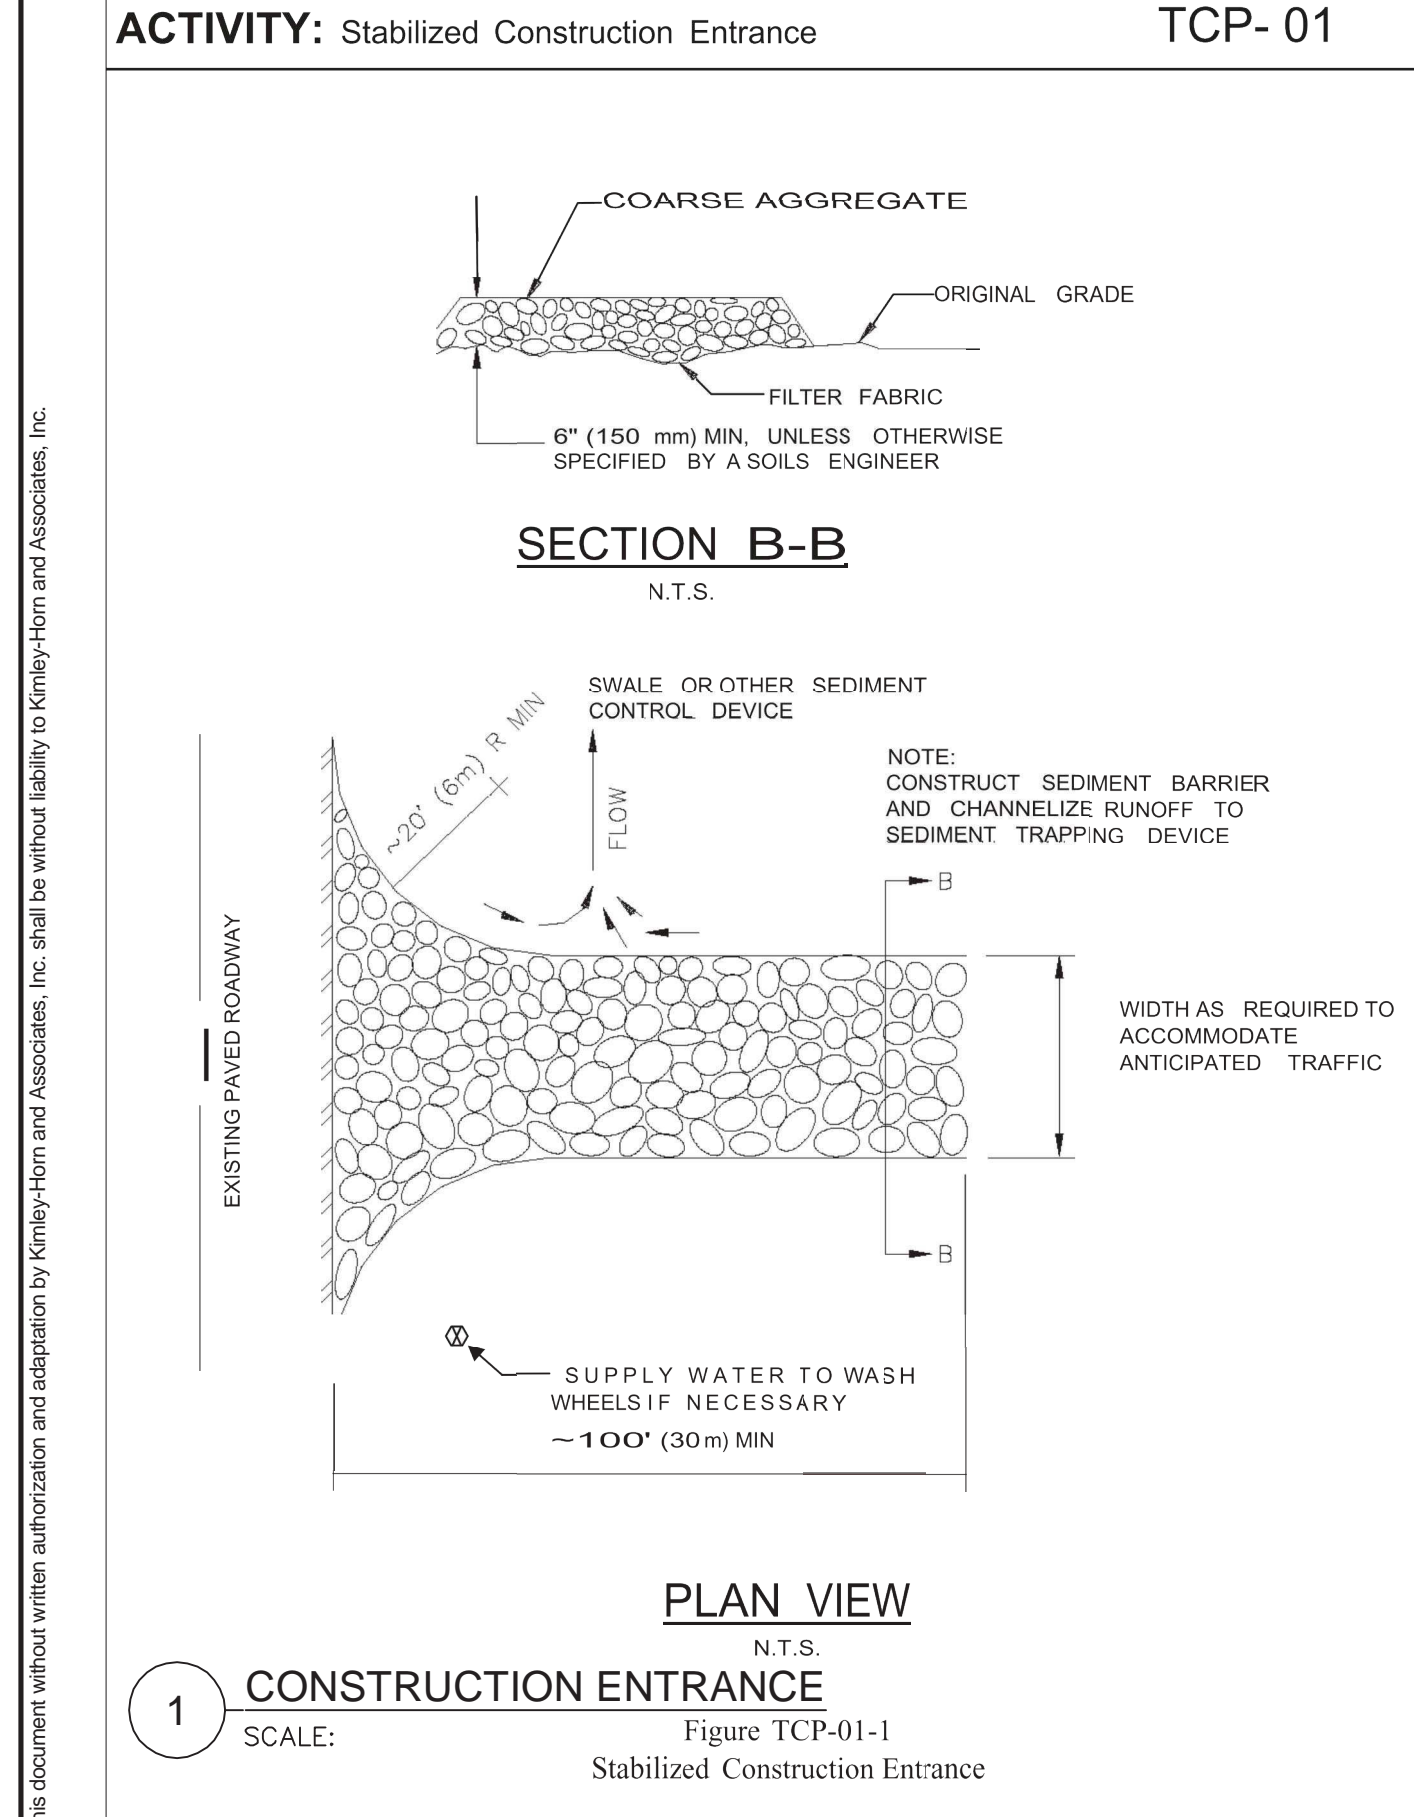 ACTIVITY: Stabilized Construction Entrance
TCP- 01
COARSE AGGREGATE
ORIGINAL GRADE
FILTER FABRIC
6" (150 mm) MIN, UNLESS OTHERWISE
SPECIFIED BY A SOILS ENGINEER
SECTION B-B
N.T.S.
SWALE OR OTHER SEDIMENT
CONTROL DEVICE
~20' (6m) R MIN
FLOW
NOTE:
CONSTRUCT SEDIMENT BARRIER
AND CHANNELIZE RUNOFF TO
SEDIMENT TRAPPING DEVICE
B
EXISTING PAVED ROADWAY
WIDTH AS REQUIRED TO
ACCOMMODATE
ANTICIPATED TRAFFIC
B
SUPPLY WATER TO WASH
WHEELS IF NECESSARY
~100' (30m) MIN
PLAN VIEW
N.T.S.
1
CONSTRUCTION ENTRANCE
SCALE:
Figure TCP-01-1
Stabilized Construction Entrance
document without written authorization and adaptation by Kimley-Horn and Associates, Inc. shall be without liability to Kimley-Horn and Associates, Inc.